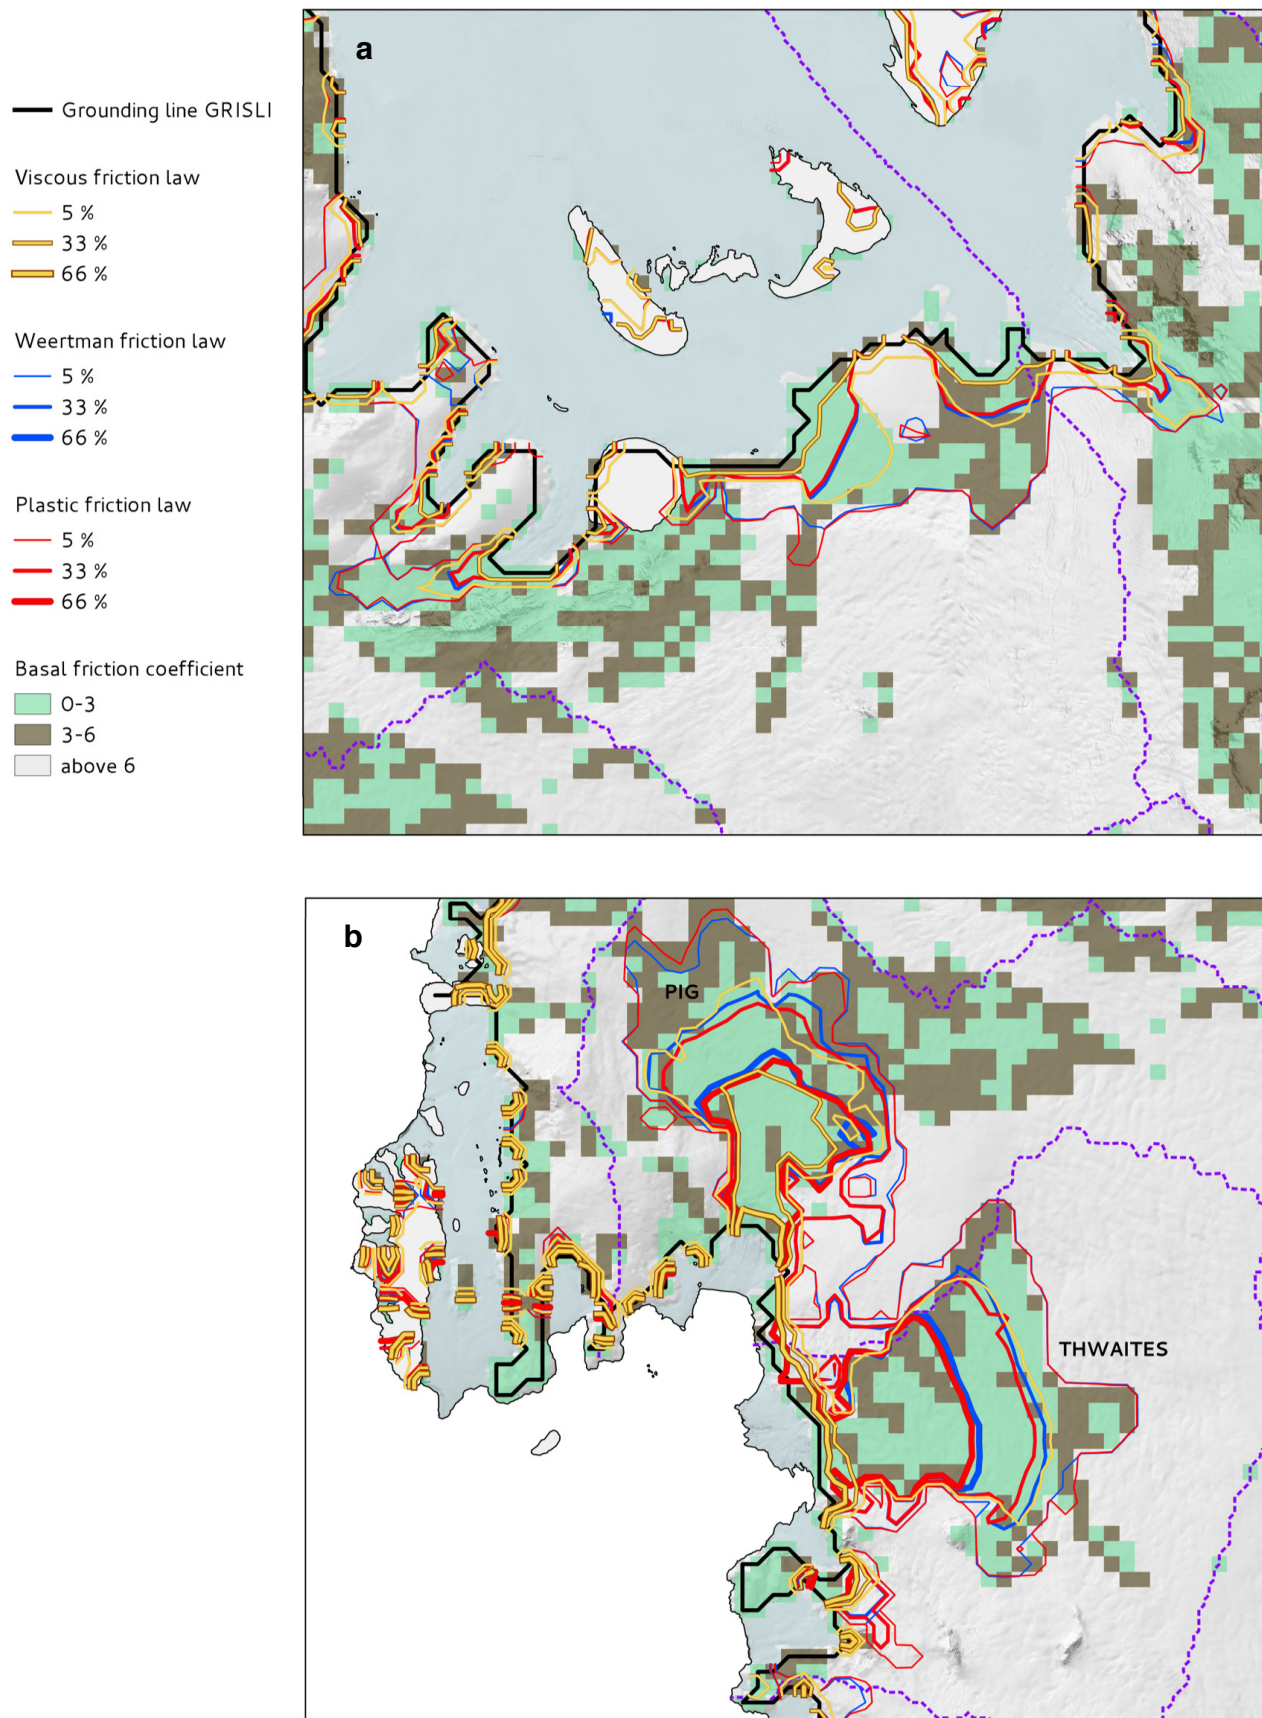 a
Grounding line GRISLI
Viscous friction law
5 %
33 %
66 %
Weertman friction law
5 %
33 %
66 %
Plastic friction law
5 %
33 %
66 %
Basal friction coefficient
0-3
3-6
above 6
b
PIG
THWAITES